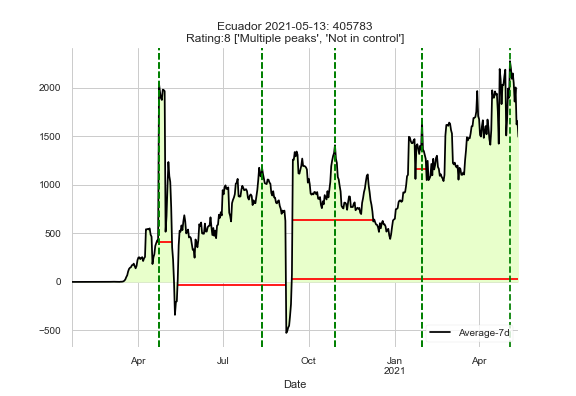 Ecuador 2021-05-13: 405783
Rating:8 ['Multiple peaks', 'Not in control']
2000
1500
1000
500
0
−500
Average-7d
Apr
Jul
Oct
Jan
2021
Apr
Date